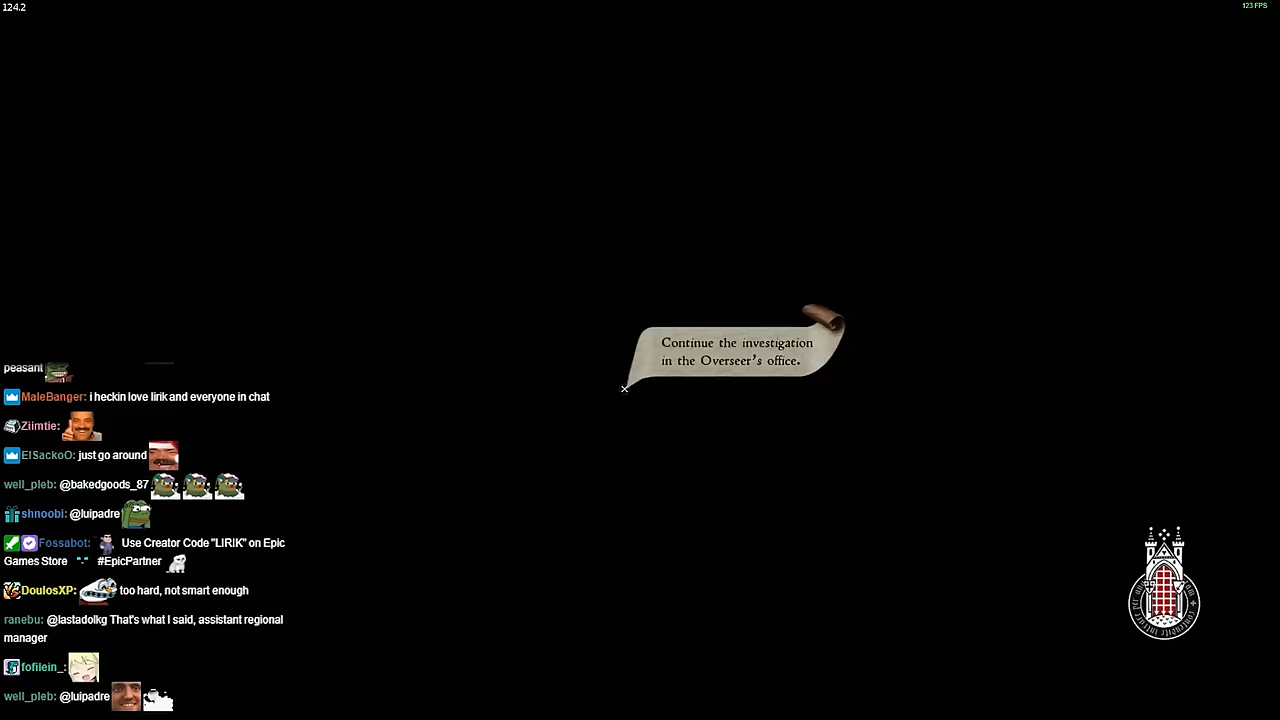 124.2
123 FPS
Continue the investigation
in the Overseer's office.
peasant
MaleBanger: i heckin love lirik and everyone in chat
Ziimtie:
ElSackoO: just go around
well_pleb: @bakedgoods_87
shnoobi: @luipadre
Fossabot: Use Creator Code "LIRIK" on Epic
Games Store #EpicPartner
DoulosXP: too hard, not smart enough
ranebu: @lastadolkg That's what I said, assistant regional
manager
fofilein_:
well_pleb: @luipadre